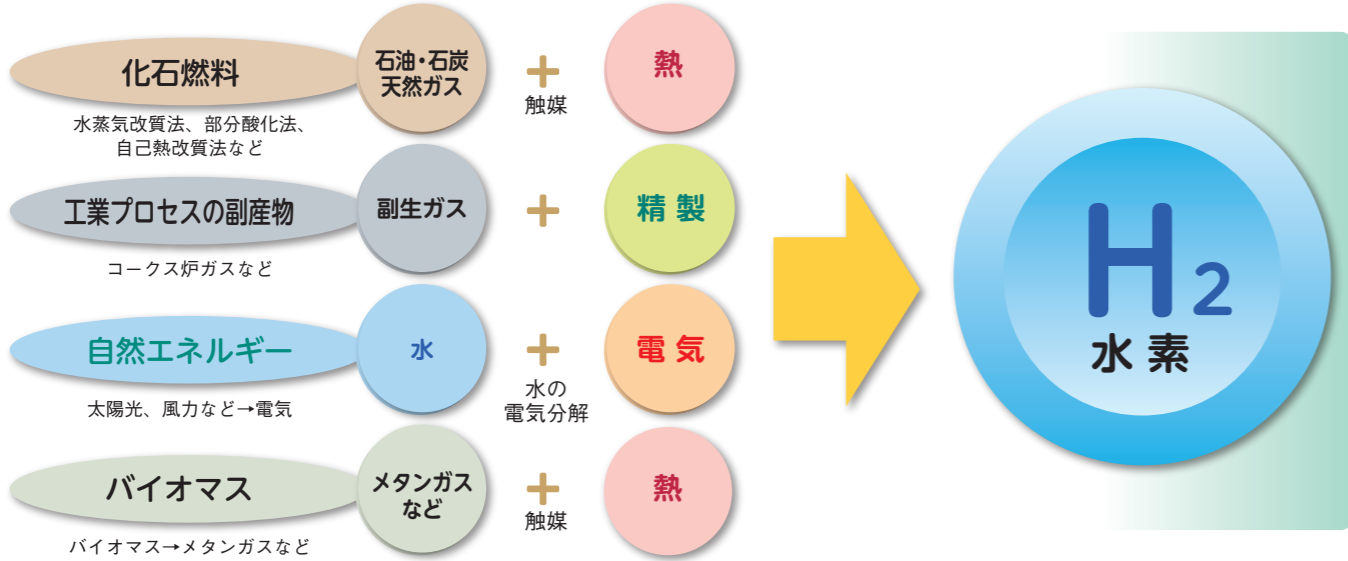 化石燃料
石油・石炭
天然ガス
+
触媒
熱
水蒸気改質法、部分酸化法、
自己熱改質法など
工業プロセスの副産物
副生ガス
+
精製
コークス炉ガスなど
自然エネルギー
水
+
水の
電気分解
電気
太陽光、風力など→電気
バイオマス
メタンガス
など
+
触媒
熱
バイオマス→メタンガスなど
H2
水素